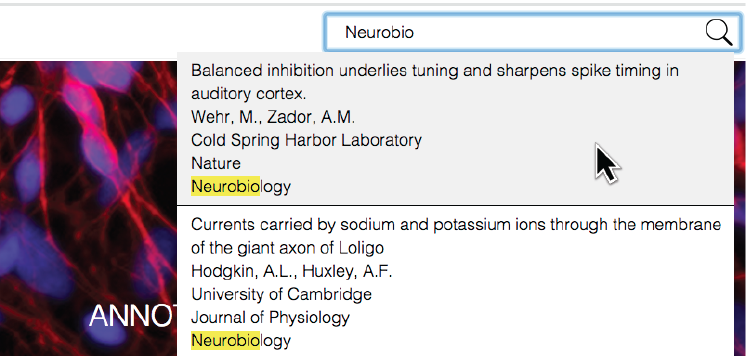 Neurobio
Balanced inhibition underlies tuning and sharpens spike timing in
auditory cortex.
Wehr, M., Zador, A.M.
Cold Spring Harbor Laboratory
Nature
Neurobiology
Currents carried by sodium and potassium ions through the membrane
of the giant axon of Loligo
Hodgkin, A.L., Huxley, A.F.
University of Cambridge
Journal of Physiology
Neurobiology
ANNOT